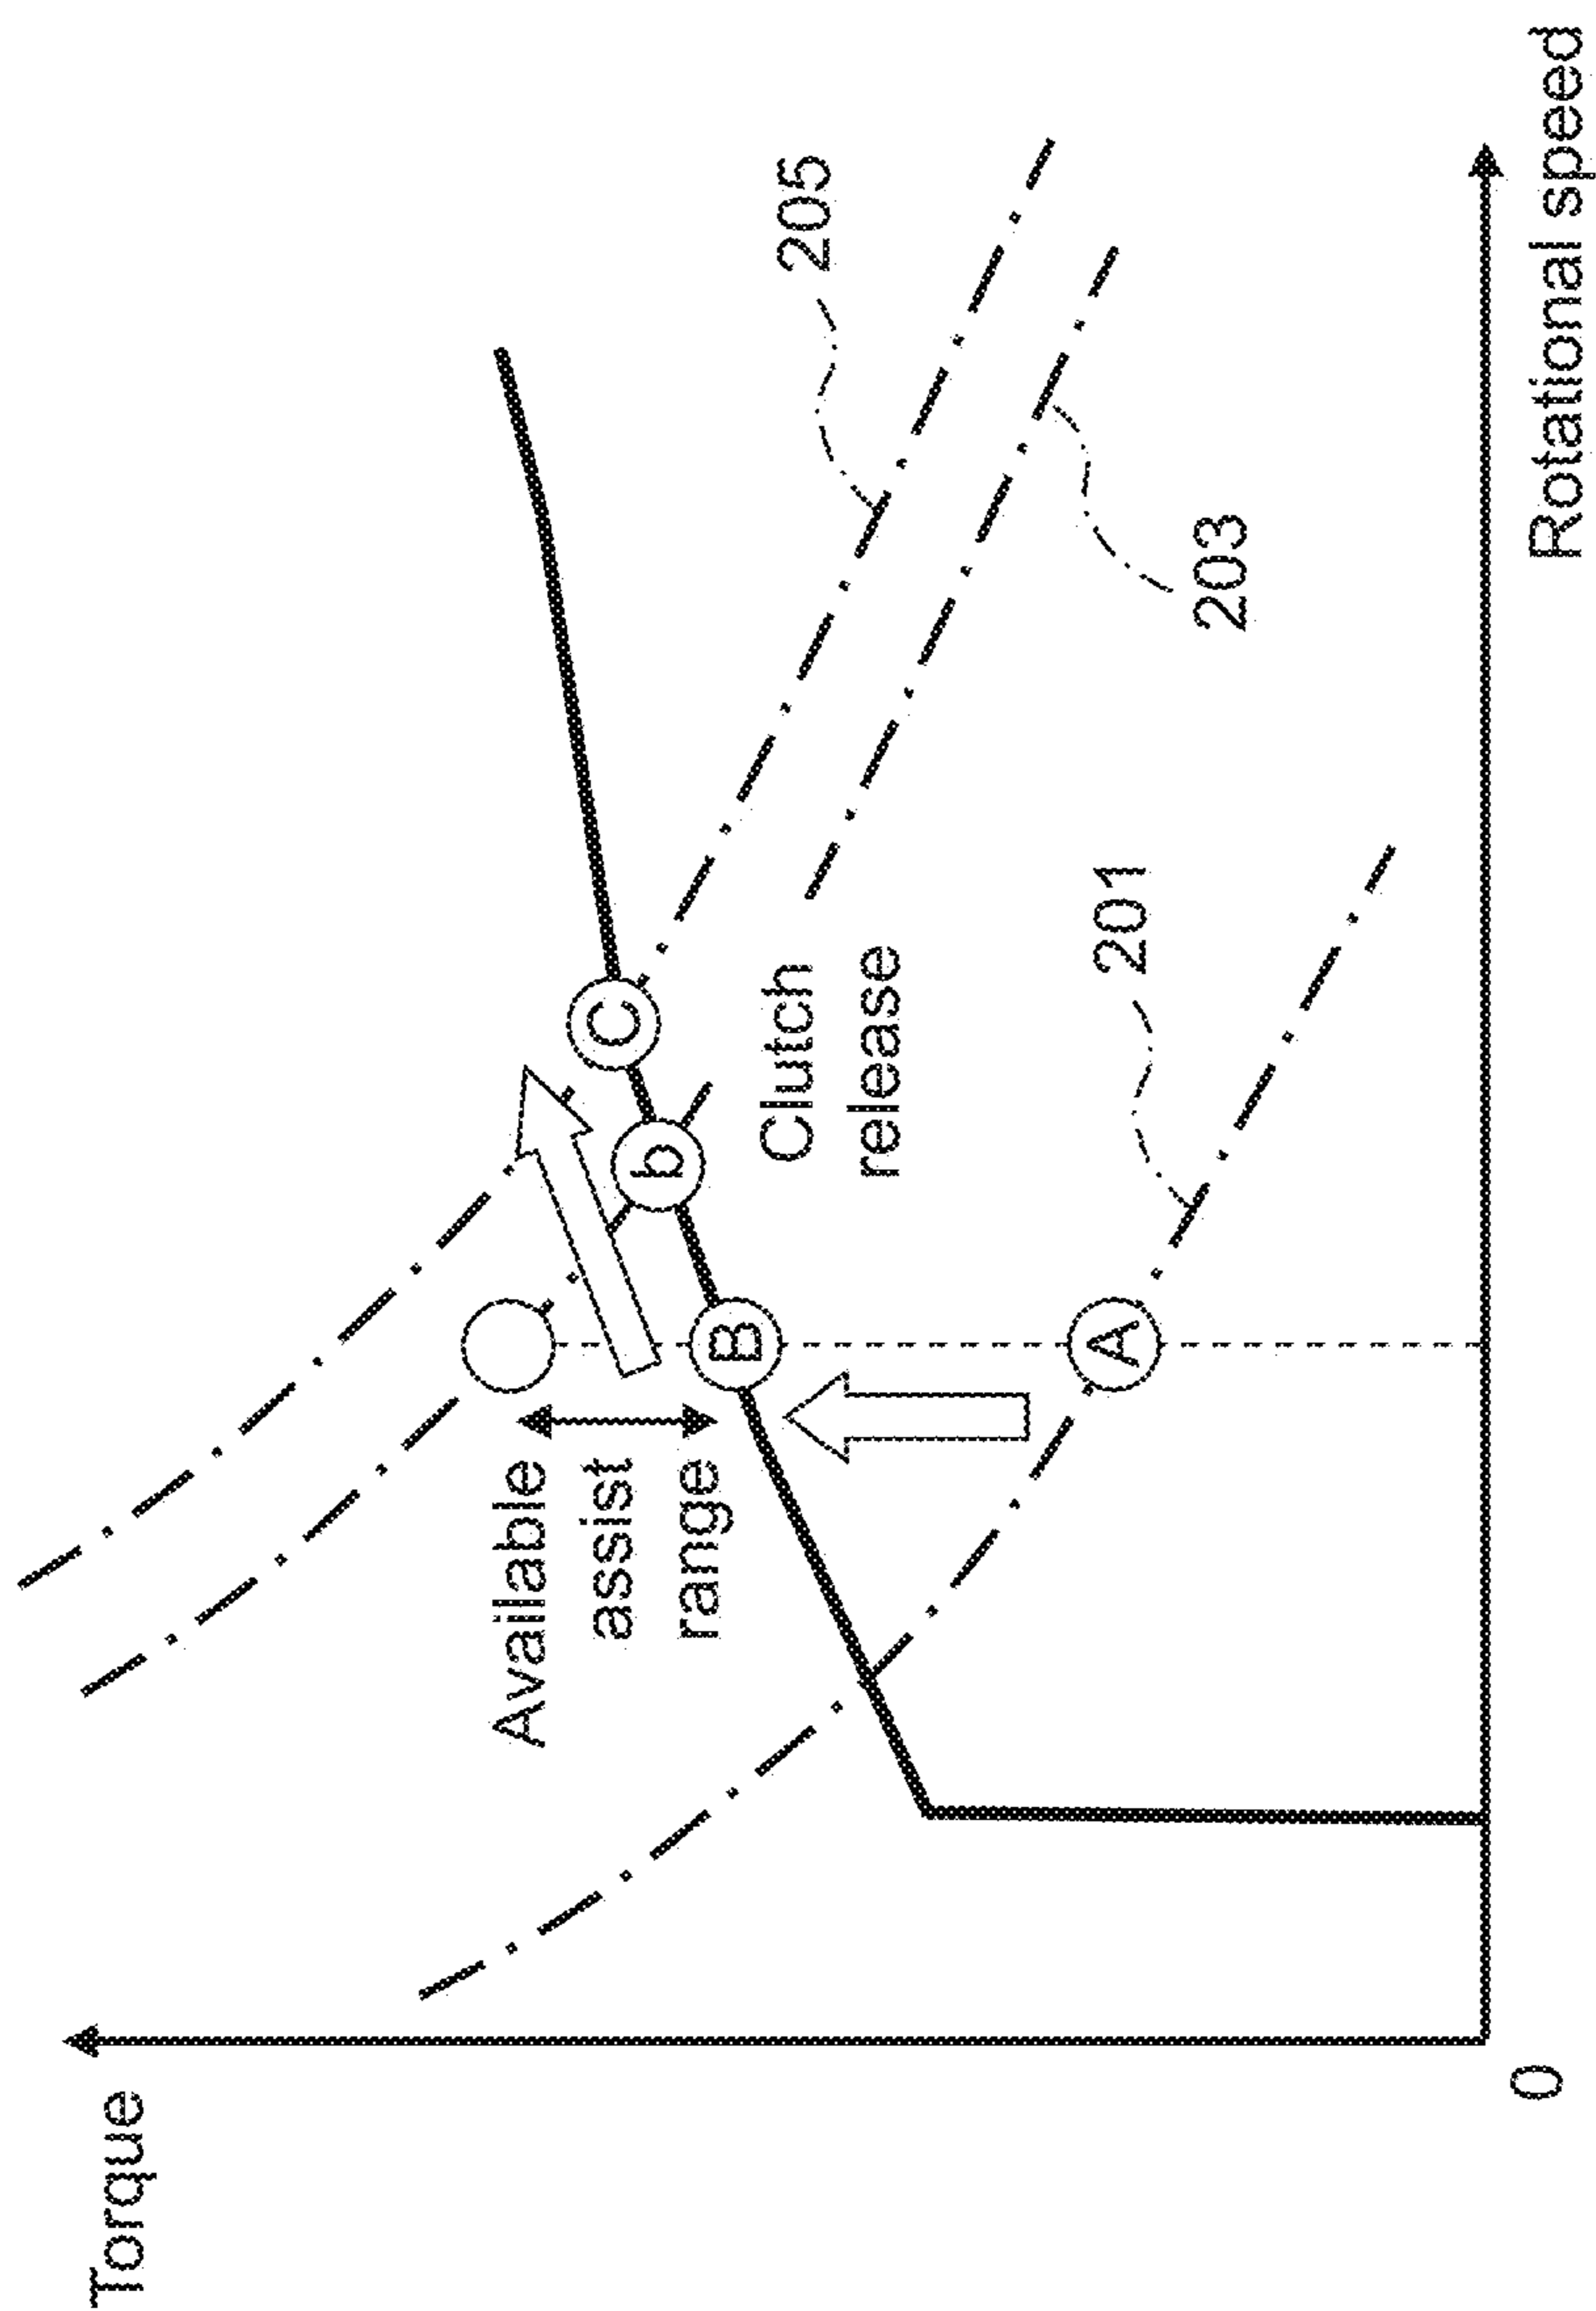 Torque
205
Available
assist
range
C
b
B
Clutch
release
203
A
201
0
Rotational speed